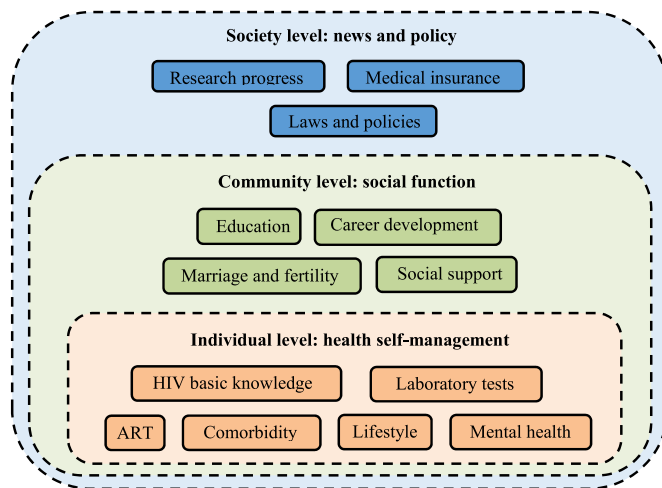 Society level: news and policy
Research progress
Medical insurance
Laws and policies
Community level: social function
Education
Career development
Marriage and fertility
Social support
Individual level: health self-management
HIV basic knowledge
Laboratory tests
ART
Comorbidity
Lifestyle
Mental health